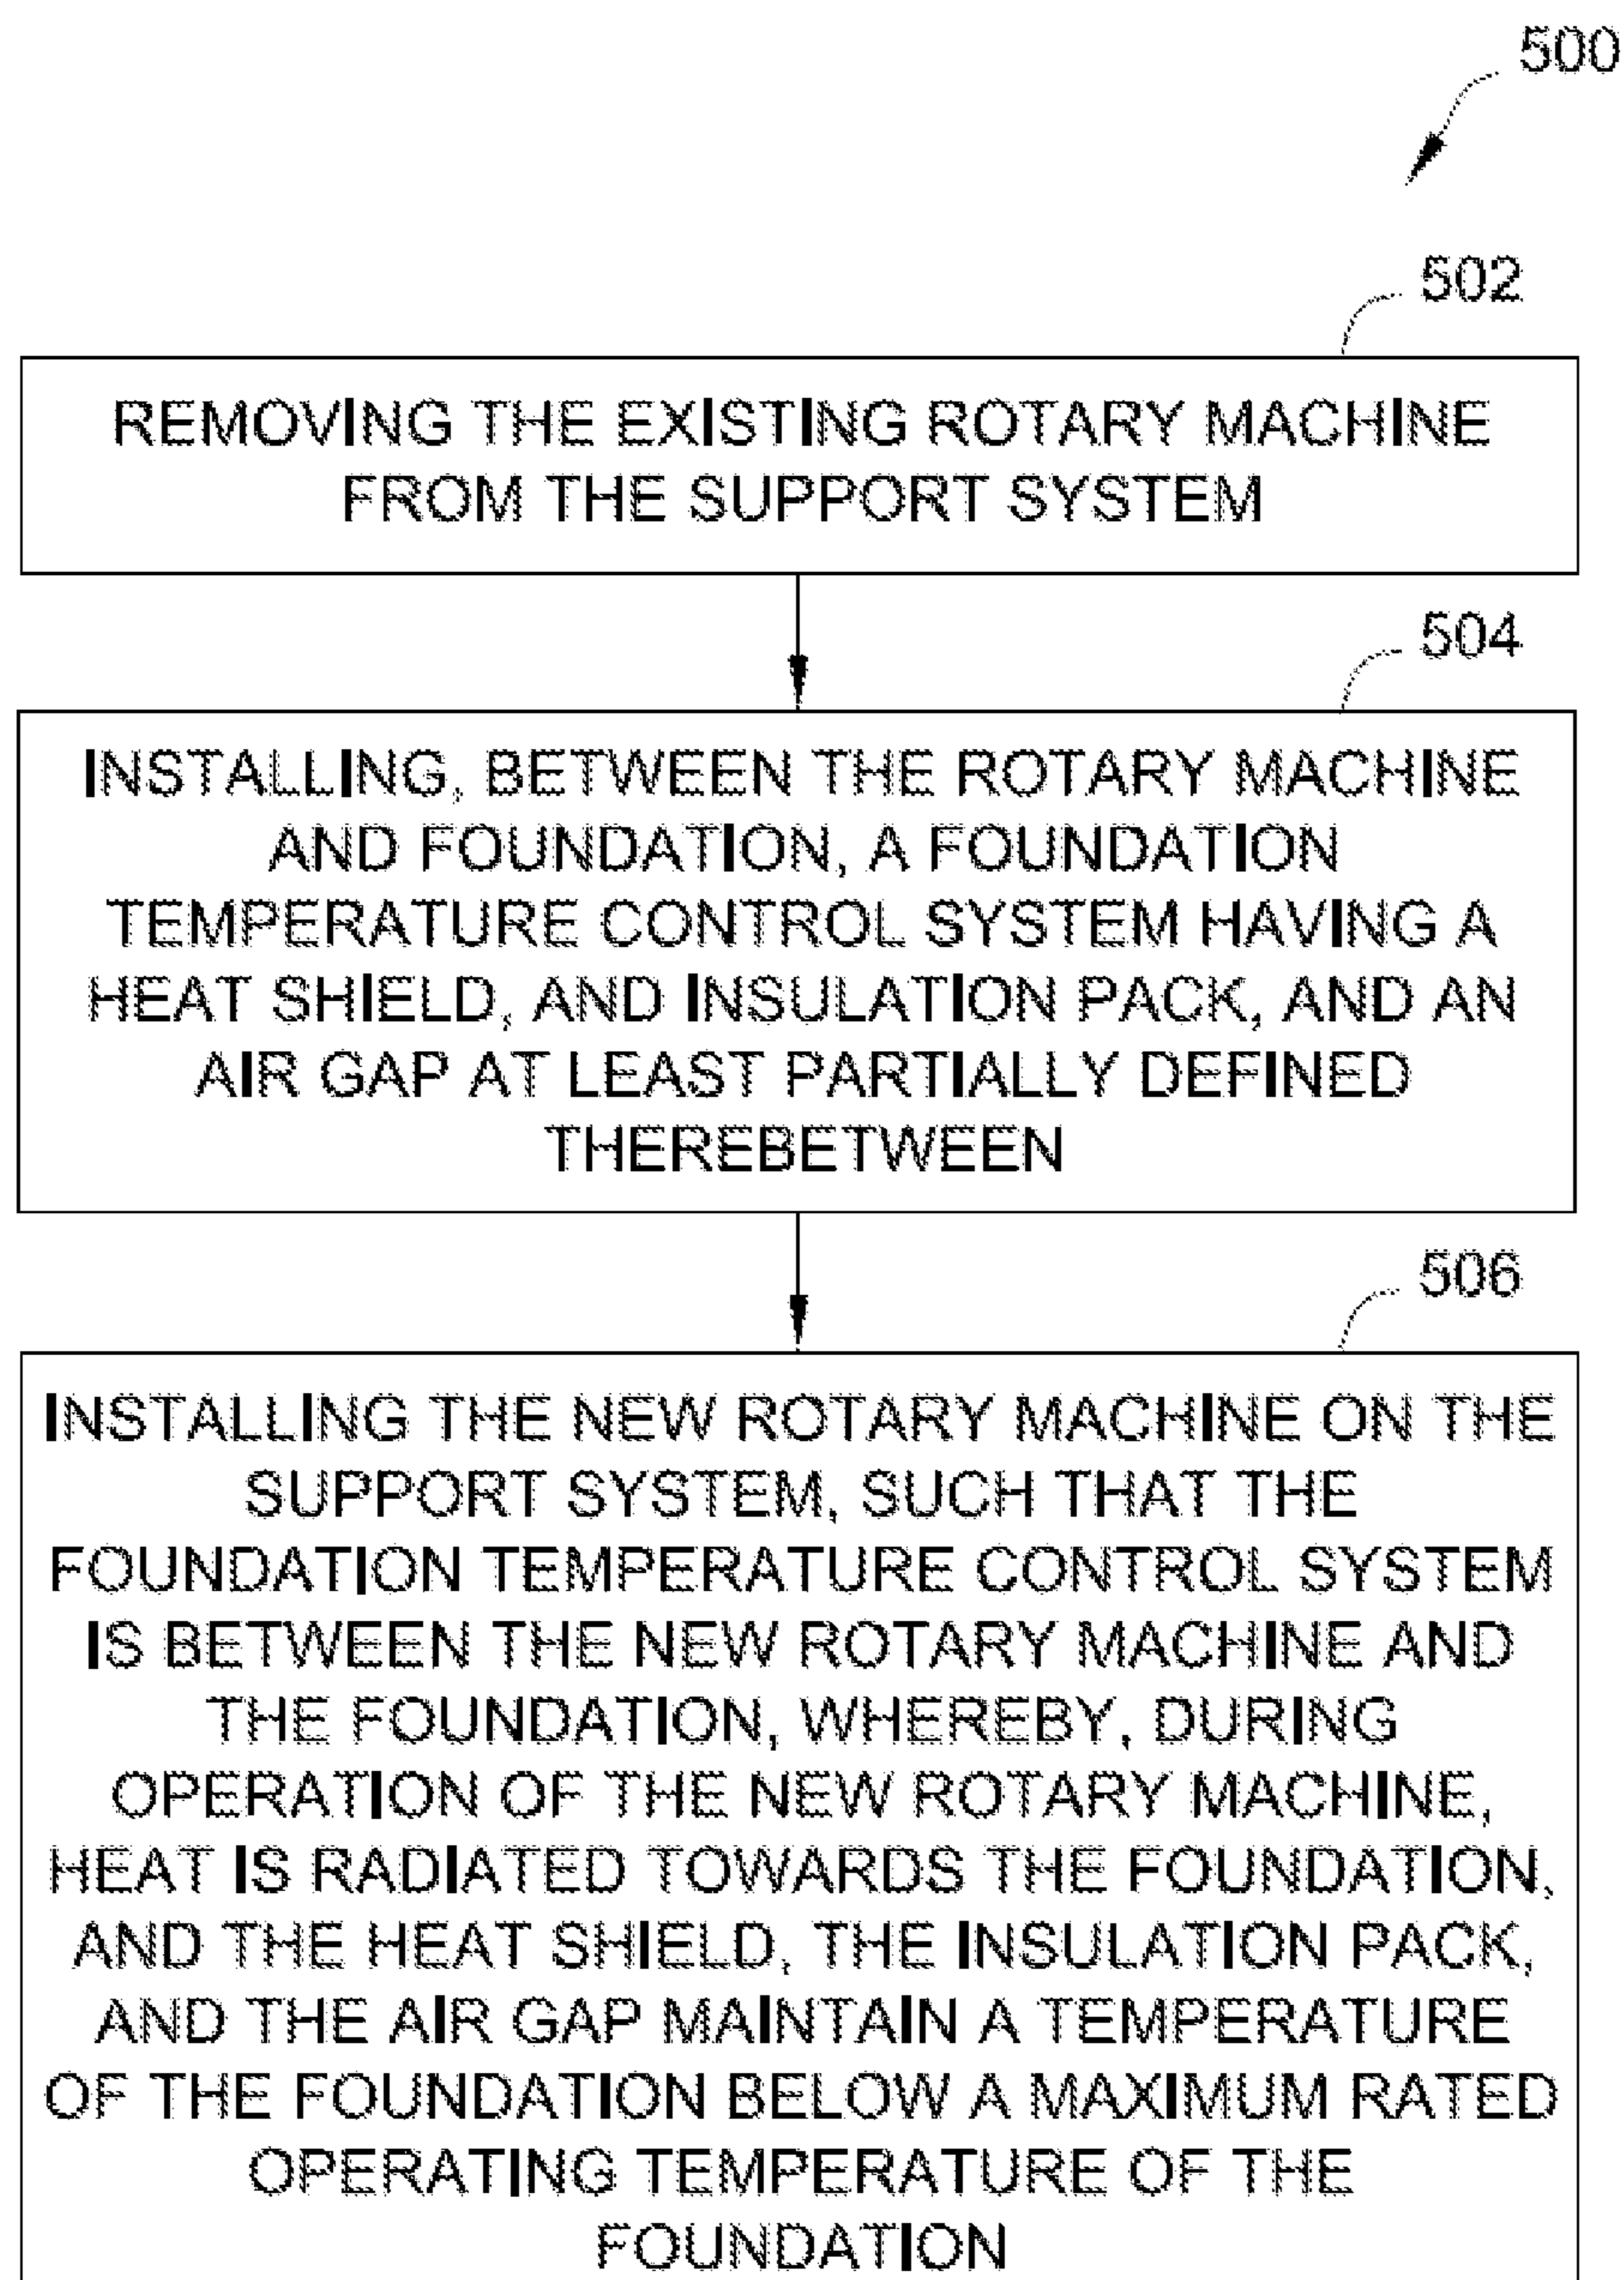 500
502
REMOVING THE EXISTING ROTARY MACHINE
FROM THE SUPPORT SYSTEM
504
INSTALLING, BETWEEN THE ROTARY MACHINE
AND FOUNDATION, A FOUNDATION
TEMPERATURE CONTROL SYSTEM HAVING A
HEAT SHIELD, AND INSULATION PACK, AND AN
AIR GAP AT LEAST PARTIALLY DEFINED
THEREBETWEEN
506
INSTALLING THE NEW ROTARY MACHINE ON THE
SUPPORT SYSTEM, SUCH THAT THE
FOUNDATION TEMPERATURE CONTROL SYSTEM
IS BETWEEN THE NEW ROTARY MACHINE AND
THE FOUNDATION, WHEREBY, DURING
OPERATION OF THE NEW ROTARY MACHINE,
HEAT IS RADIATED TOWARDS THE FOUNDATION,
AND THE HEAT SHIELD, THE INSULATION PACK,
AND THE AIR GAP MAINTAIN A TEMPERATURE
OF THE FOUNDATION BELOW A MAXIMUM RATED
OPERATING TEMPERATURE OF THE
FOUNDATION